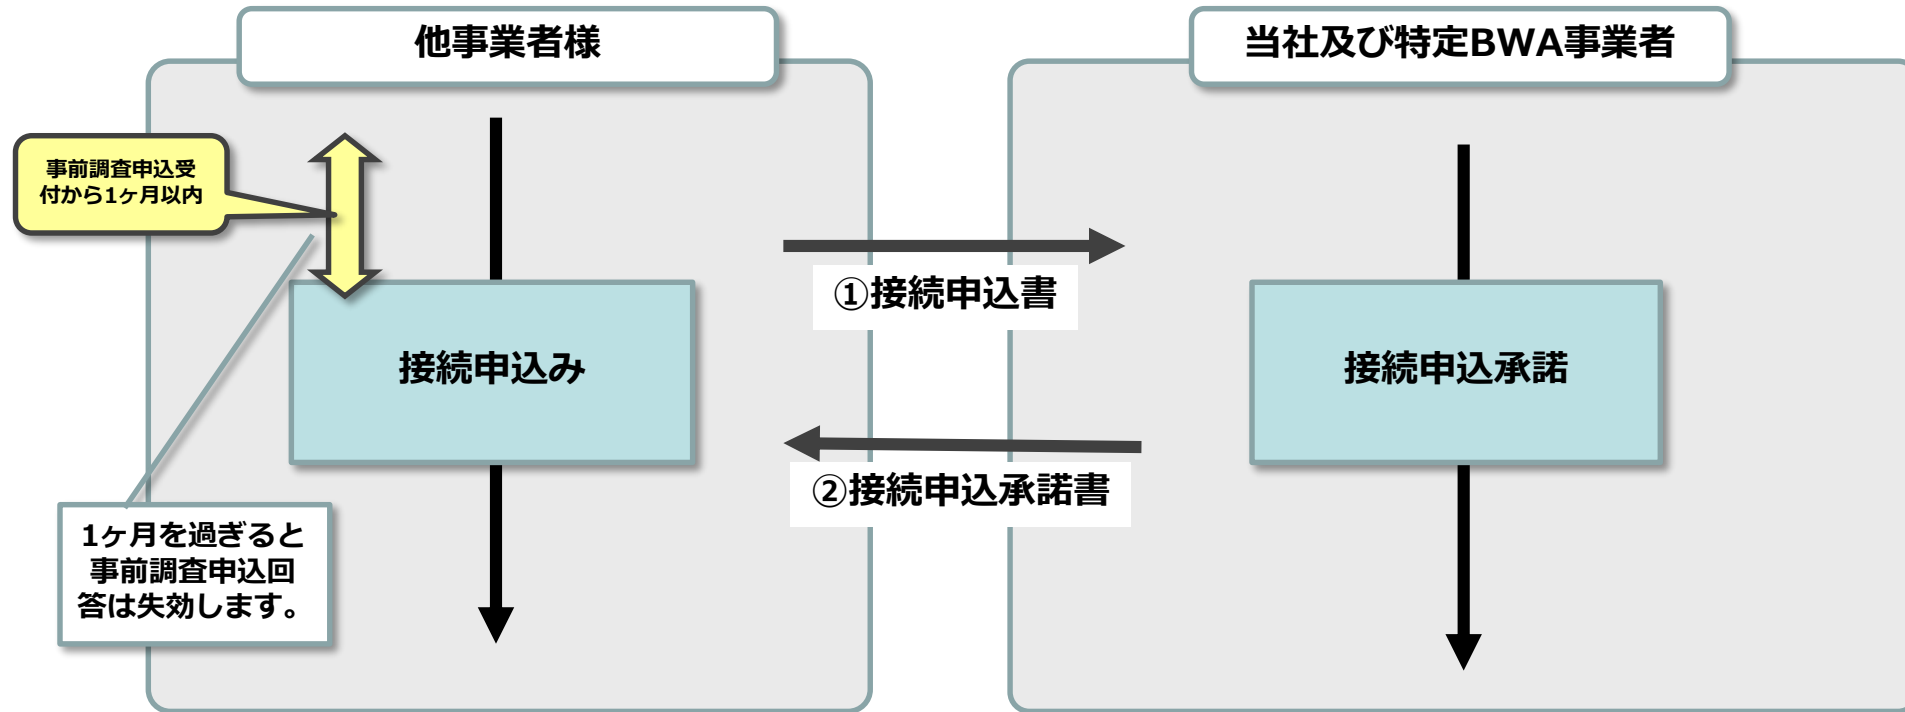 他事業者様
当社及び特定BWA事業者
事前調査申込受
付から1ヶ月以内
①接続申込書
接続申込み
接続申込承諾
②接続申込承諾書
1ヶ月を過ぎると
事前調査申込回
答は失効します。